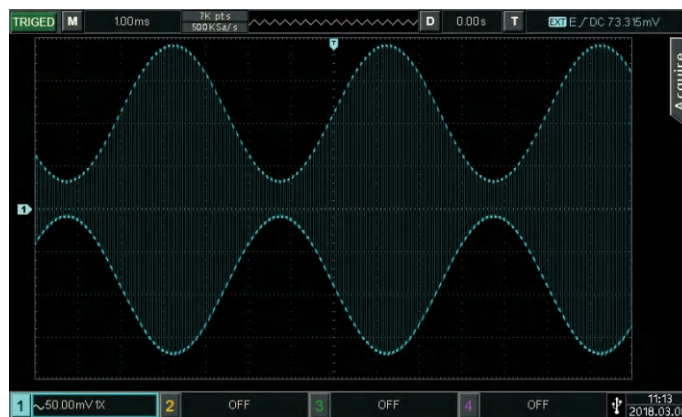 TRIGED M 1.00ms 7K pts D 0.00s T EXT E DC 73.315mV
500KSa/s
T
Acquire
1
1 ~50.00mV 1X 2 OFF 3 OFF 4 OFF 11:13
2018.03.0